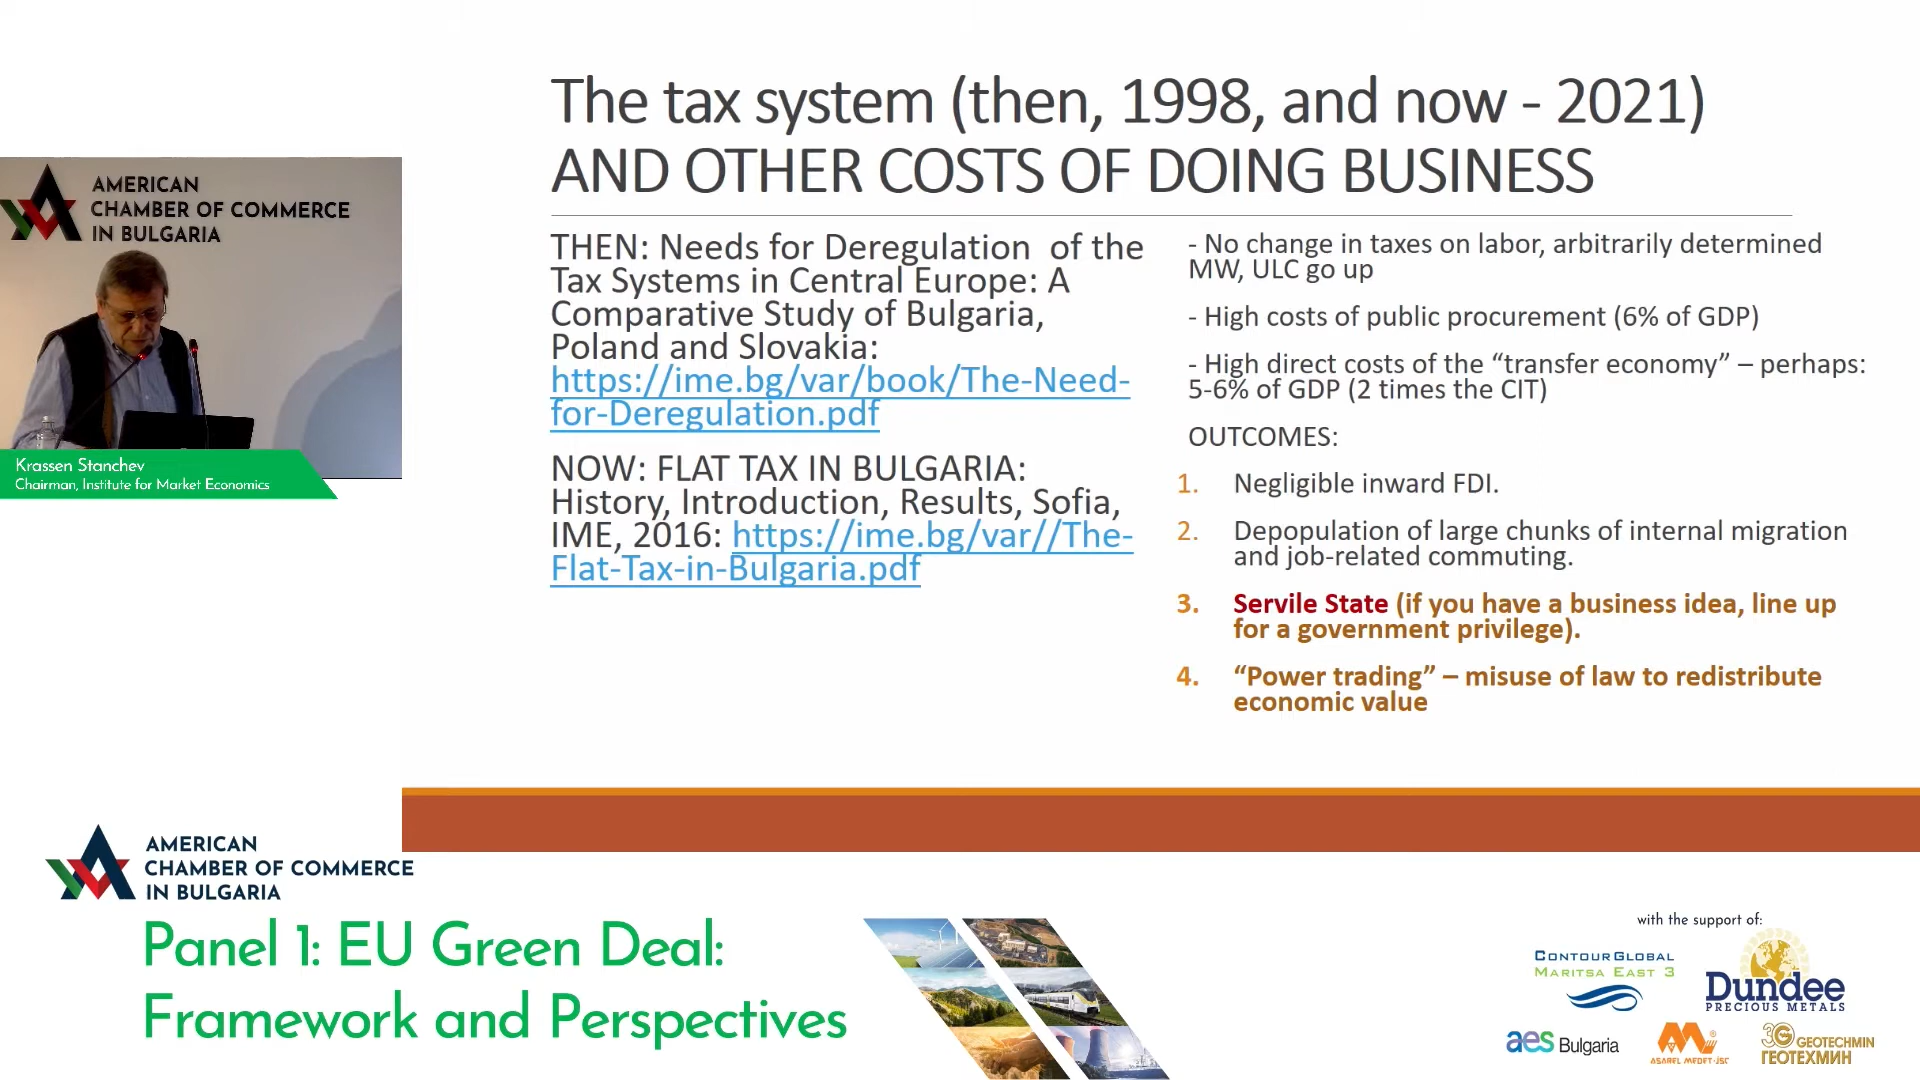 The tax system (then, 1998, and now - 2021)
AND OTHER COSTS OF DOING BUSINESS
THEN: Needs for Deregulation of the
Tax Systems in Central Europe: A
Comparative Study of Bulgaria,
Poland and Slovakia:
https://ime.bg/var/book/The-Need-
for-Deregulation.pdf
NOW: FLAT TAX IN BULGARIA:
History, Introduction, Results, Sofia,
IME, 2016: https://ime.bg/var//The-
Flat-Tax-in-Bulgaria.pdf
- No change in taxes on labor, arbitrarily determined
MW, ULC go up
- High costs of public procurement (6% of GDP)
- High direct costs of the “transfer economy” – perhaps:
5-6% of GDP (2 times the CIT)
OUTCOMES:
1. Negligible inward FDI.
2. Depopulation of large chunks of internal migration
and job-related commuting.
3. Servile State (if you have a business idea, line up
for a government privilege).
4. “Power trading” – misuse of law to redistribute
economic value
AMERICAN
CHAMBER OF COMMERCE
IN BULGARIA
Krassen Stanchev
Chairman, Institute for Market Economics
AMERICAN
CHAMBER OF COMMERCE
IN BULGARIA
Panel 1: EU Green Deal:
Framework and Perspectives
with the support of:
CONTOURGLOBAL
MARITSA EAST 3
Dundee
PRECIOUS METALS
aes Bulgaria
ASAREL MEDET-JSC
3G GEOTECHMIN
ГЕОТЕХМИН